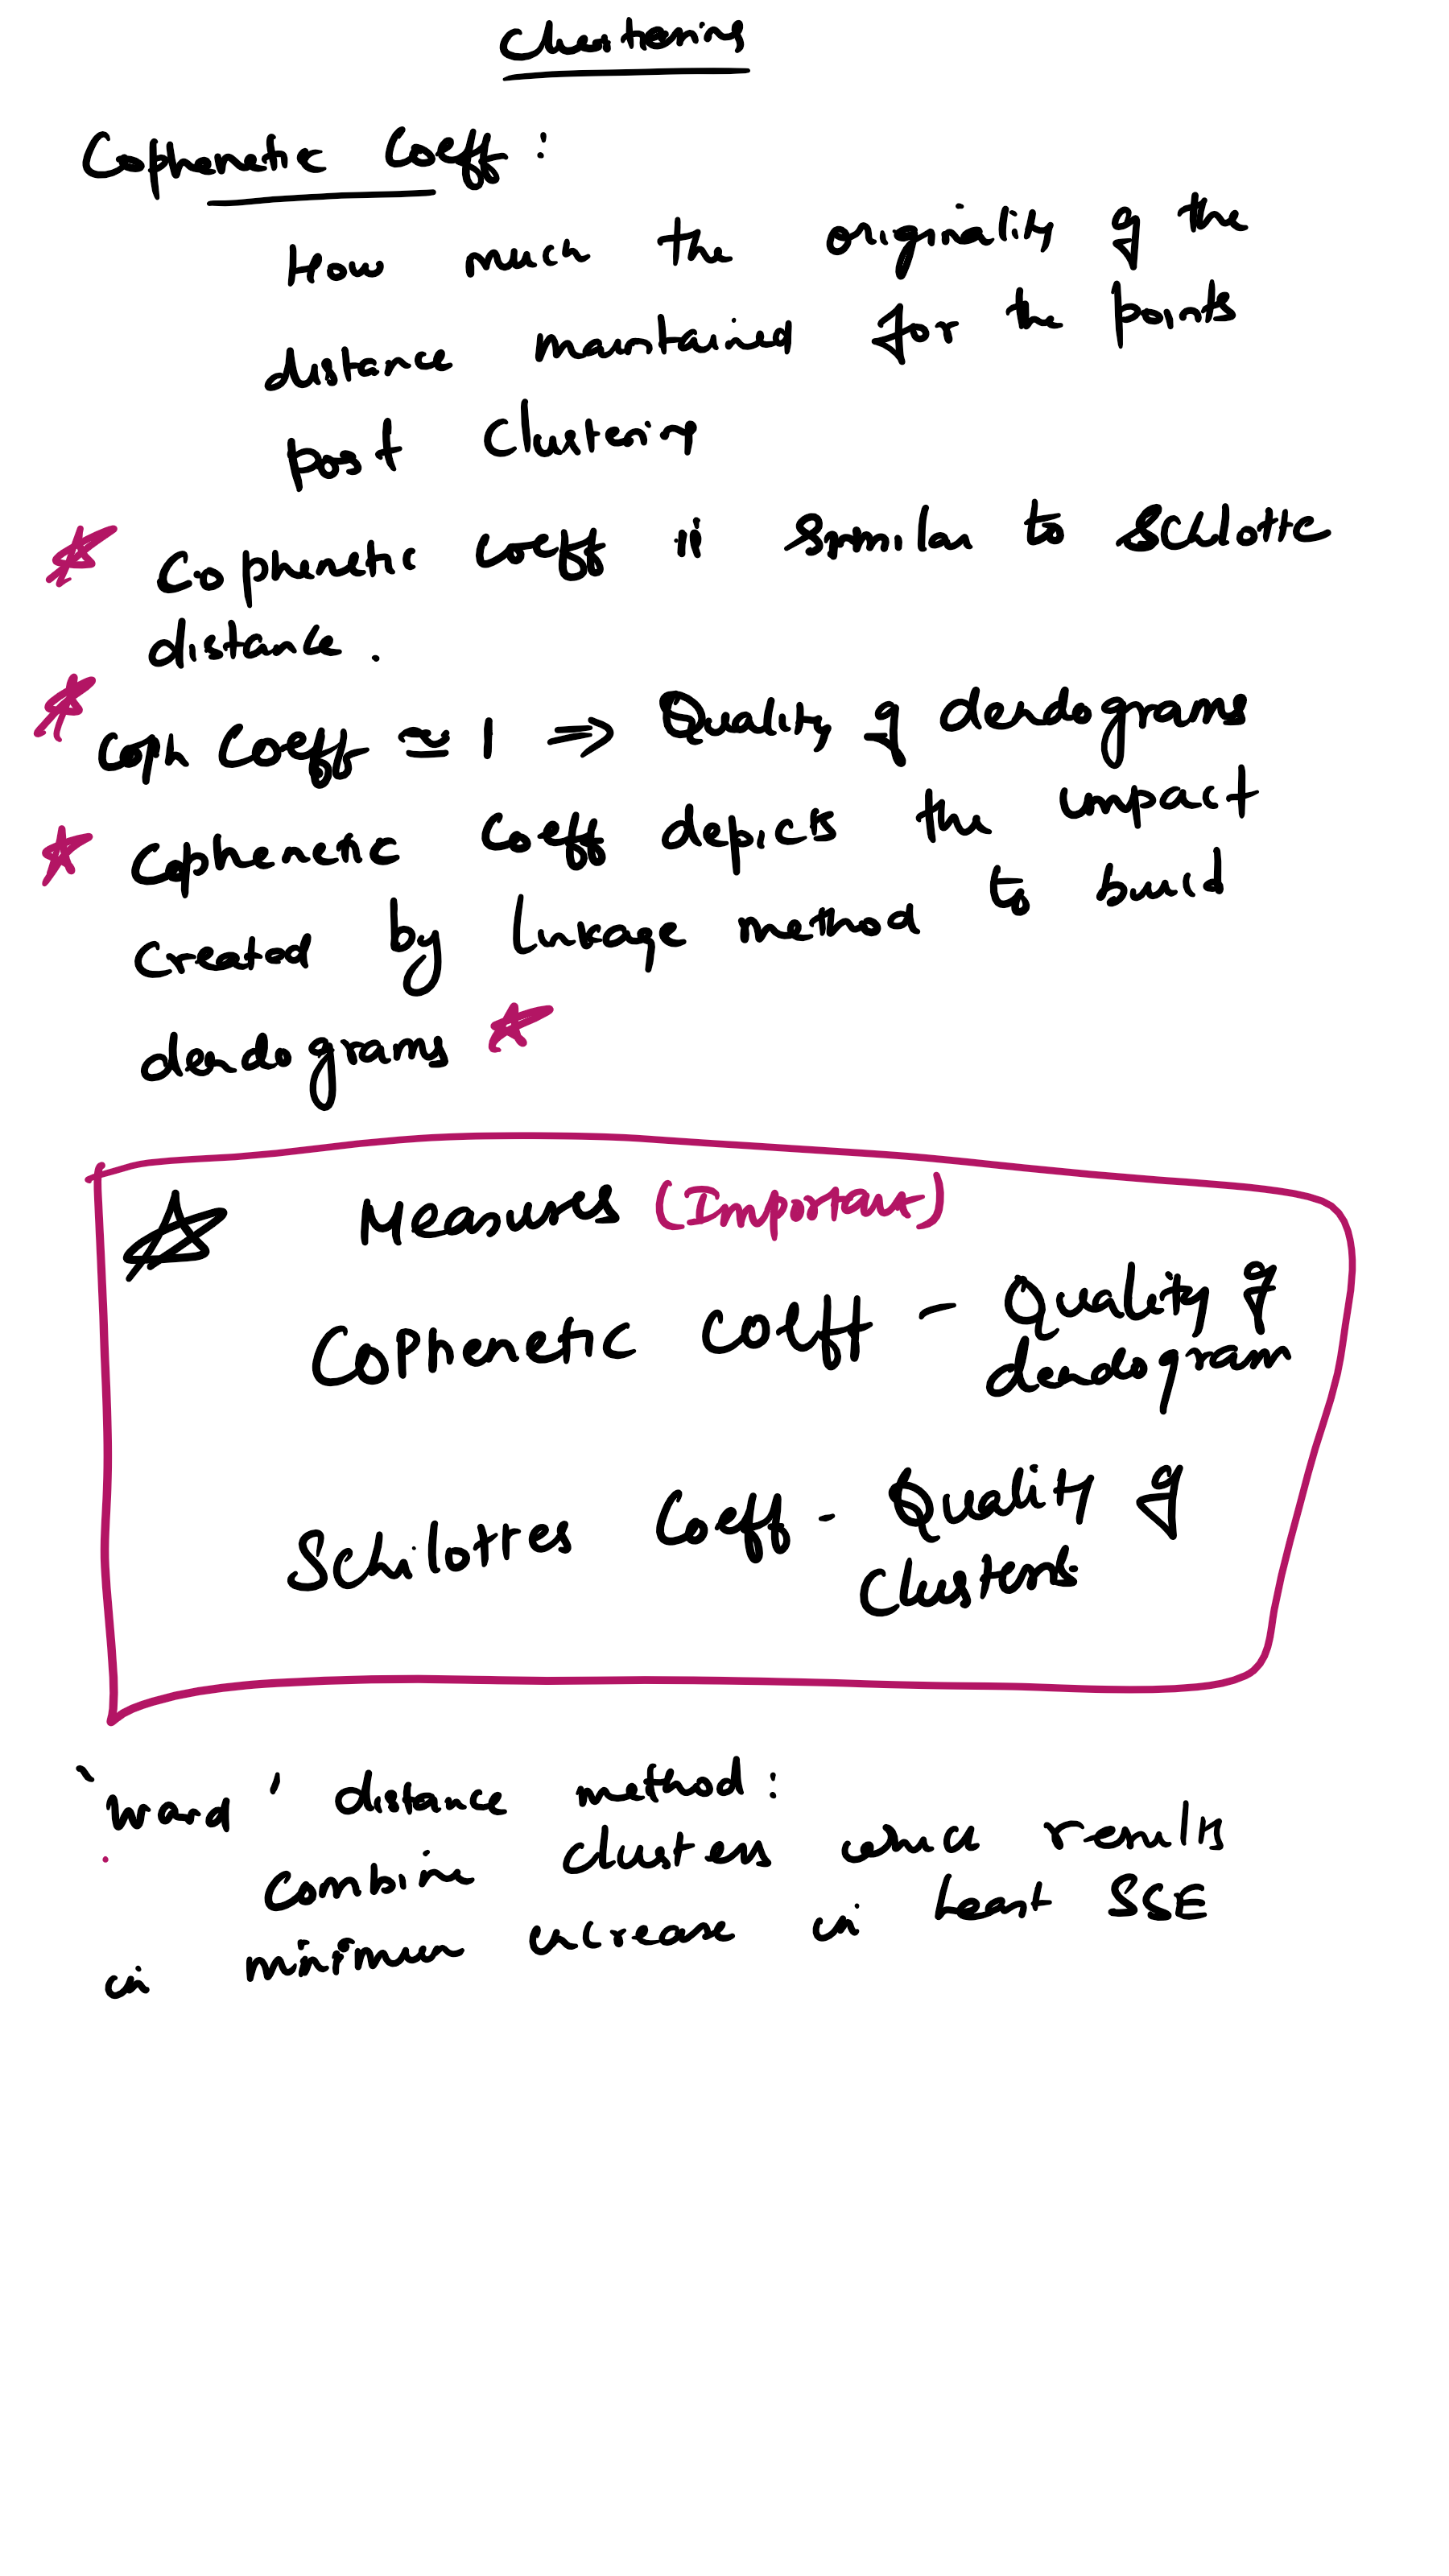 Clustering
Cophenetic Coeff :
How much the originality of the
distance maintained for the points
post Clustering
Cophenetic coeff is similar to Schlotte
distance .
Coph Coeff ≃ 1 ⇒ Quality of dendograms
Cophenetic Coeff depicts the impact
created by linkage method to build
dendograms
Measures (Important)
Cophenetic coeff - Quality of
dendogram
Schilottes Coeff - Quality of
Clusters
'Ward' distance method :
Combine clusters which results
in minimum increase in least SSE